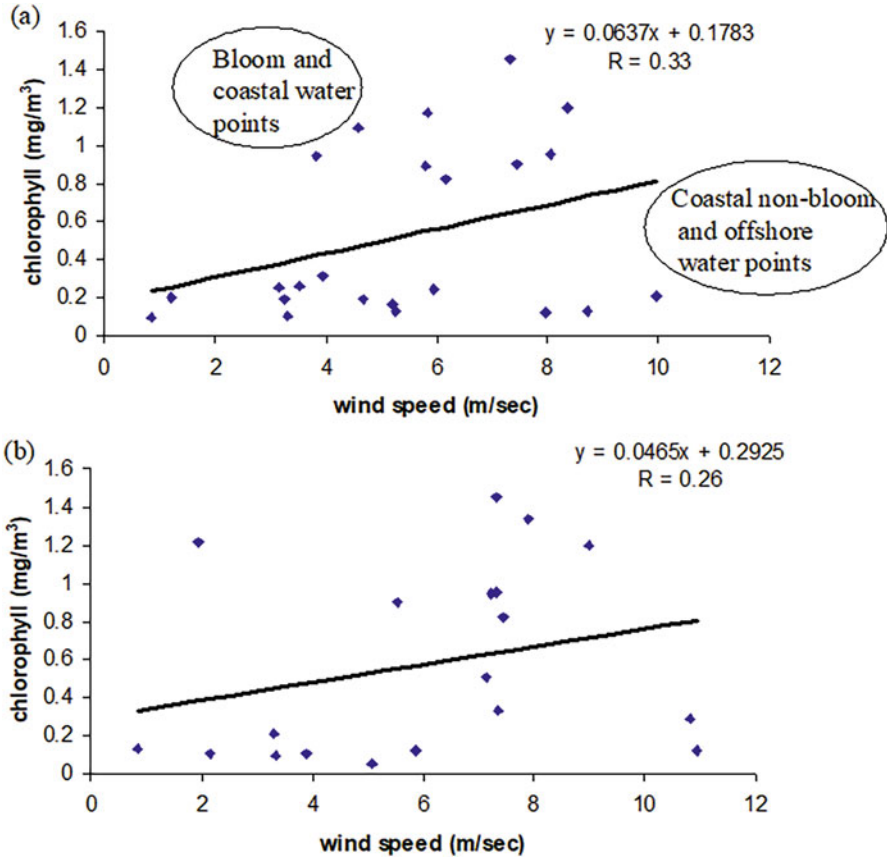 (a)
y = 0.0637x + 0.1783
R = 0.33
Bloom and
coastal water
points
Coastal non-bloom
and offshore
water points
chlorophyll (mg/m³)
1.6
1.4
1.2
1
0.8
0.6
0.4
0.2
0
0 2 4 6 8 10 12
wind speed (m/sec)
(b)
y = 0.0465x + 0.2925
R = 0.26
chlorophyll (mg/m³)
1.6
1.4
1.2
1
0.8
0.6
0.4
0.2
0
0 2 4 6 8 10 12
wind speed (m/sec)